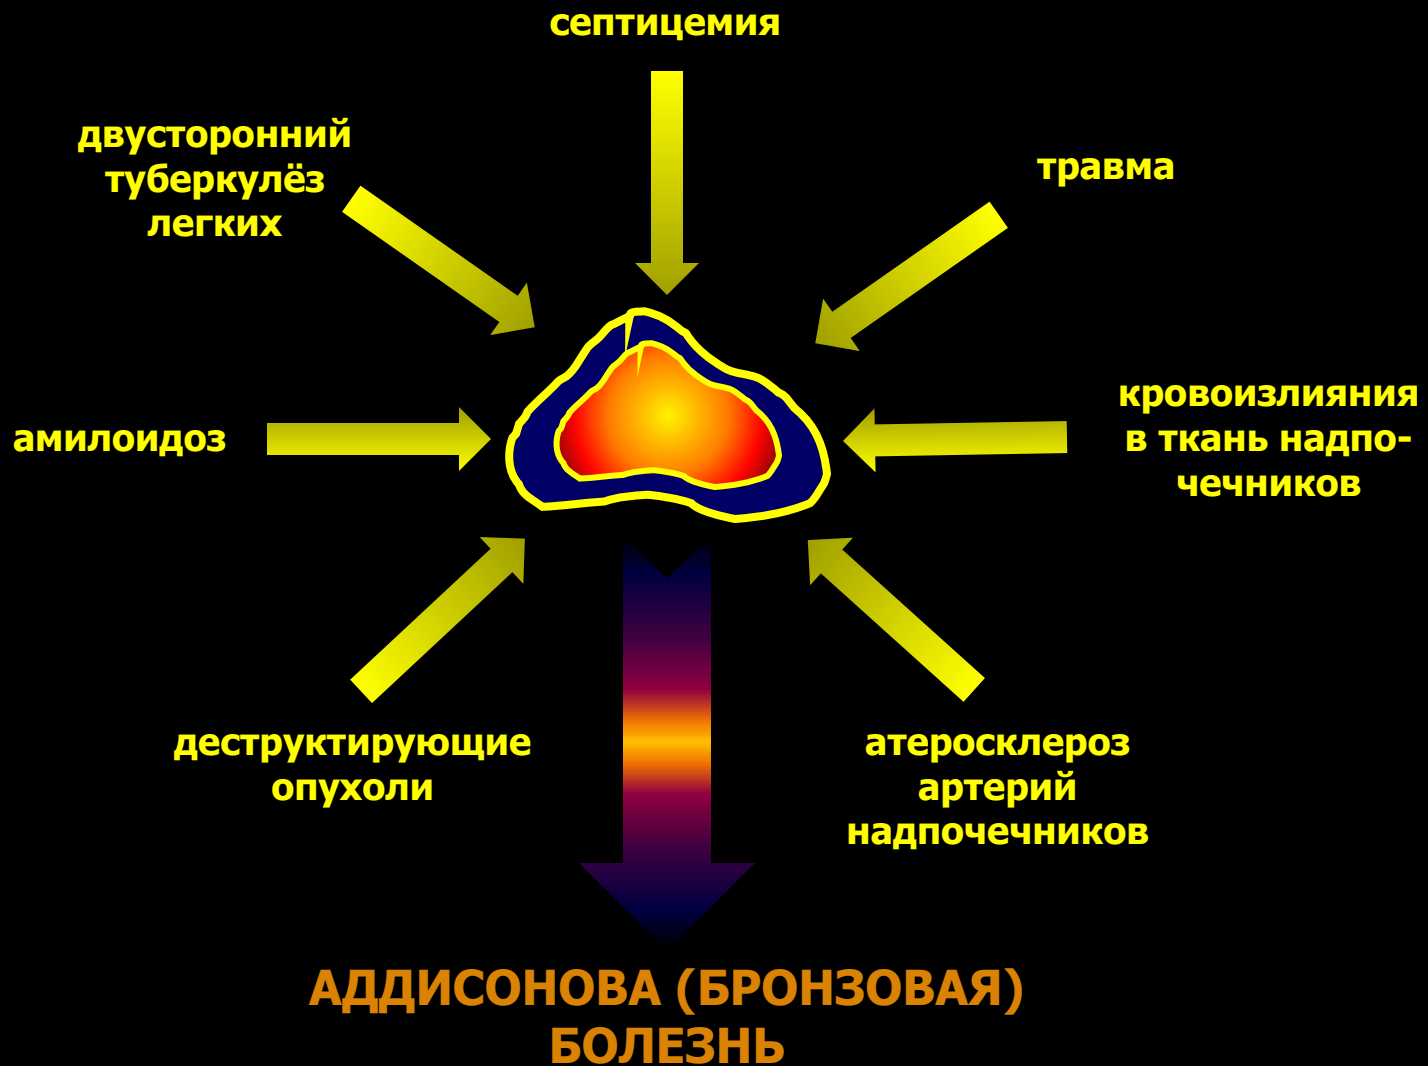 септицемия
двусторонний
туберкулёз
легких
травма
амилоидоз
кровоизлияния
в ткань надпо-
чечников
деструктирующие
опухоли
атеросклероз
артерий
надпочечников
АДДИСОНОВА (БРОНЗОВАЯ)
БОЛЕЗНЬ